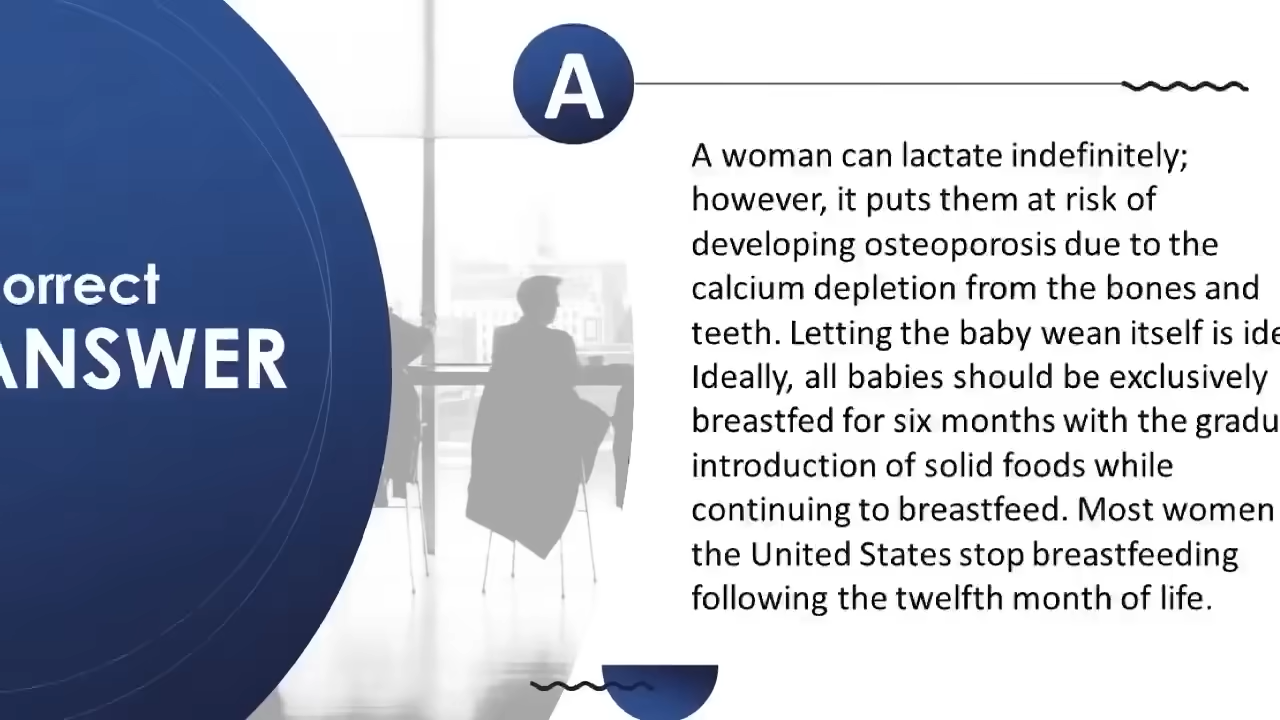 orrect
ANSWER
A
A woman can lactate indefinitely;
however, it puts them at risk of
developing osteoporosis due to the
calcium depletion from the bones and
teeth. Letting the baby wean itself is ide
Ideally, all babies should be exclusively
breastfed for six months with the gradu
introduction of solid foods while
continuing to breastfeed. Most women
the United States stop breastfeeding
following the twelfth month of life.